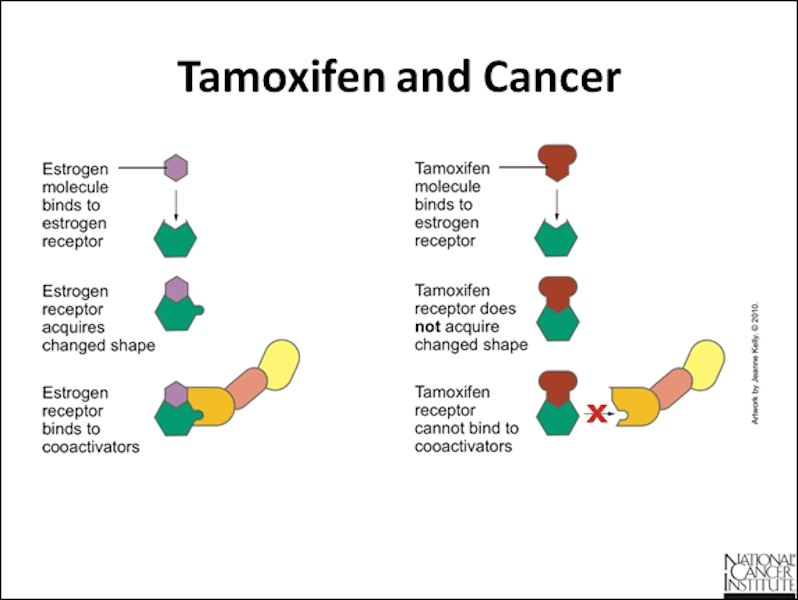 Tamoxifen and Cancer
Estrogen
molecule
binds to
estrogen
receptor
Tamoxifen
molecule
binds to
estrogen
receptor
Estrogen
receptor
acquires
changed shape
Tamoxifen
receptor does
not acquire
changed shape
Estrogen
receptor
binds to
cooactivators
Tamoxifen
receptor
cannot bind to
cooactivators
X
Artwork by Jeanne Kelly. © 2010.
NATIONAL
CANCER
INSTITUTE